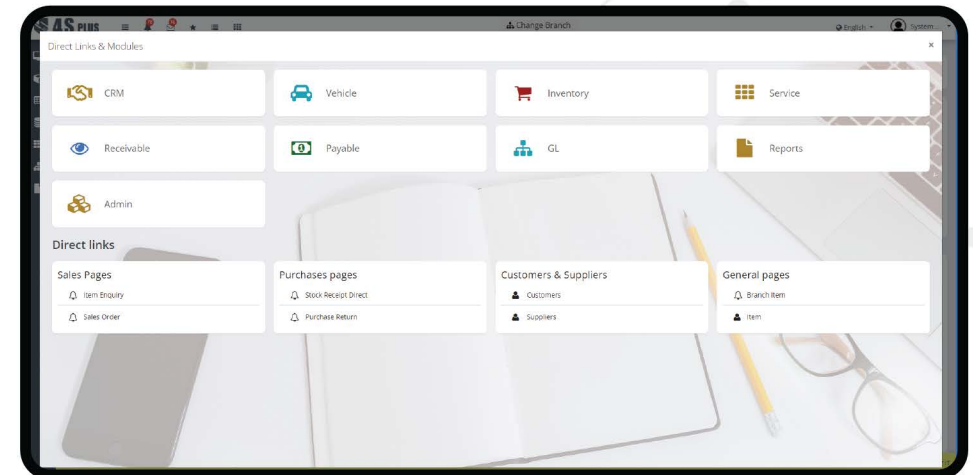 4S PLUS
Change Branch
English
System...
Direct Links & Modules
×
CRM
Vehicle
Inventory
Service
Receivable
Payable
GL
Reports
Admin
Direct links
Sales Pages
Item Enquiry
Sales Order
Purchases pages
Stock Receipt Direct
Purchase Return
Customers & Suppliers
Customers
Suppliers
General pages
Branch Item
Item